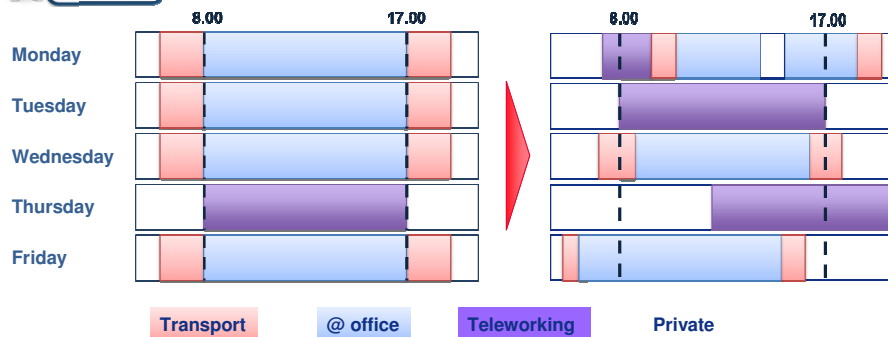 8.00 17.00 8.00 17.00
Monday
Tuesday
Wednesday
Thursday
Friday
Transport @ office Teleworking Private